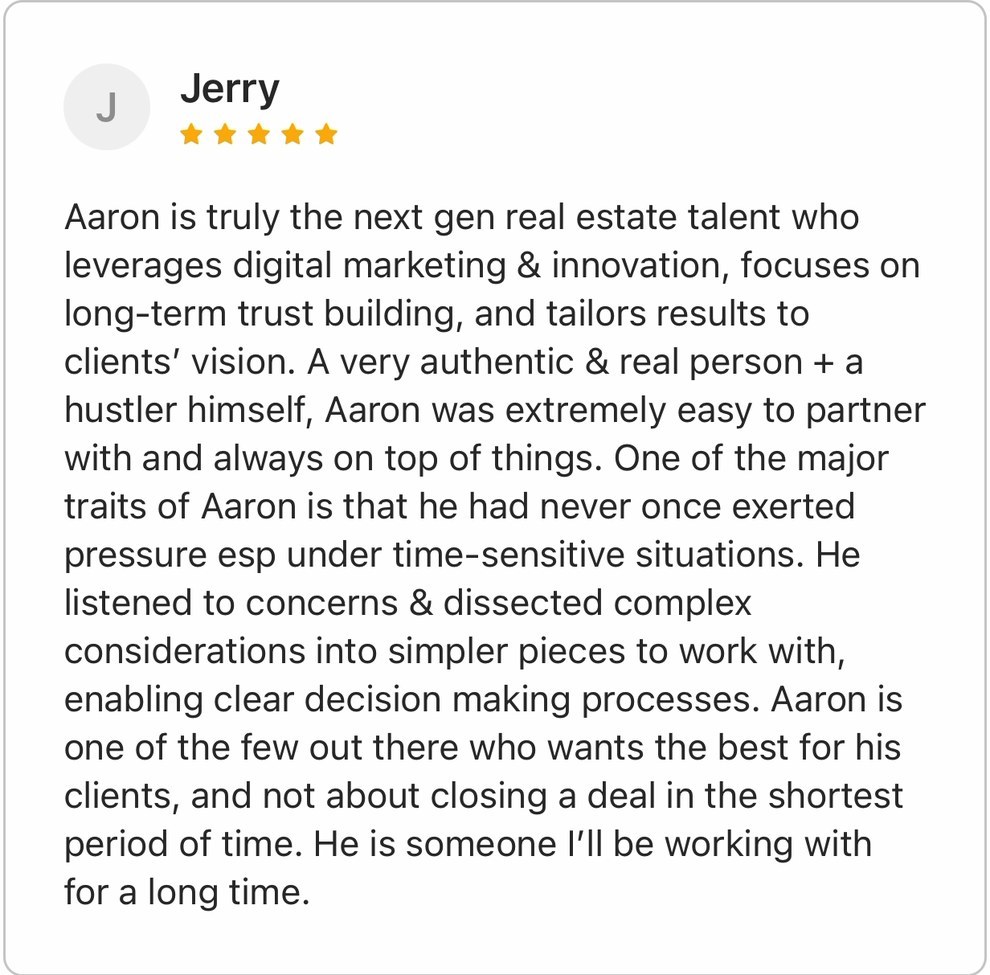 J
Jerry
Aaron is truly the next gen real estate talent who
leverages digital marketing & innovation, focuses on
long-term trust building, and tailors results to
clients’ vision. A very authentic & real person + a
hustler himself, Aaron was extremely easy to partner
with and always on top of things. One of the major
traits of Aaron is that he had never once exerted
pressure esp under time-sensitive situations. He
listened to concerns & dissected complex
considerations into simpler pieces to work with,
enabling clear decision making processes. Aaron is
one of the few out there who wants the best for his
clients, and not about closing a deal in the shortest
period of time. He is someone I’ll be working with
for a long time.